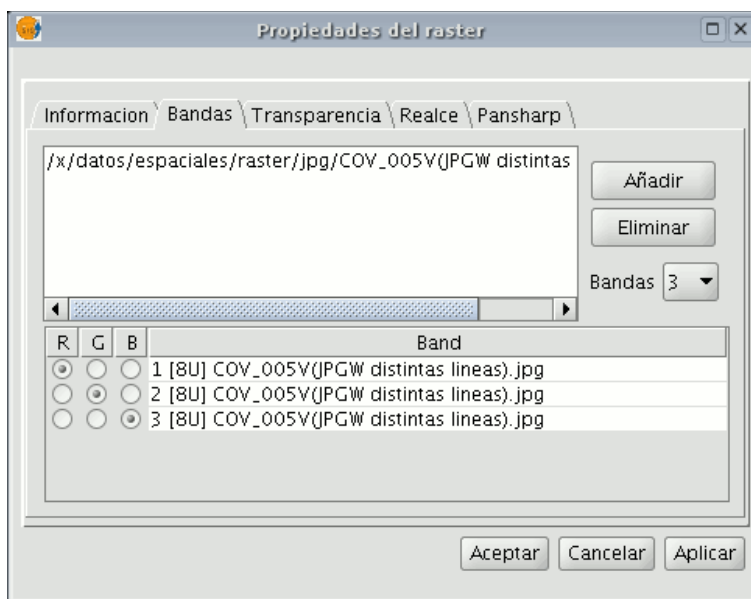 Propiedades del raster
Informacion Bandas Transparencia Realce Pansharp
/x/datos/espaciales/raster/jpg/COV_005V(JPGW distintas
Añadir
Eliminar
Bandas 3
R G B Band
1 [8U] COV_005V(JPGW distintas lineas).jpg
2 [8U] COV_005V(JPGW distintas lineas).jpg
3 [8U] COV_005V(JPGW distintas lineas).jpg
Aceptar Cancelar Aplicar